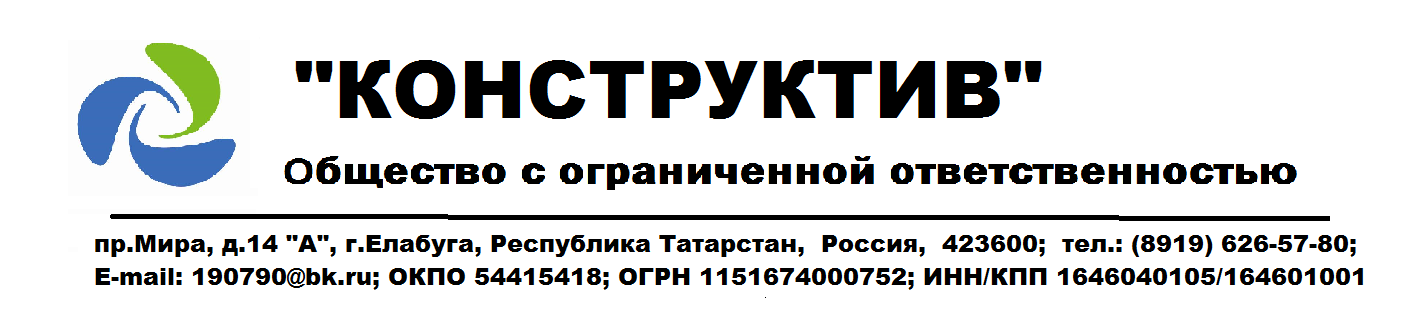 "КОНСТРУКТИВ"
Общество с ограниченной ответственностью
пр.Мира, д.14 "А", г.Елабуга, Республика Татарстан, Россия, 423600; тел.: (8919) 626-57-80;
E-mail: 190790@bk.ru; ОКПО 54415418; ОГРН 1151674000752; ИНН/КПП 1646040105/164601001